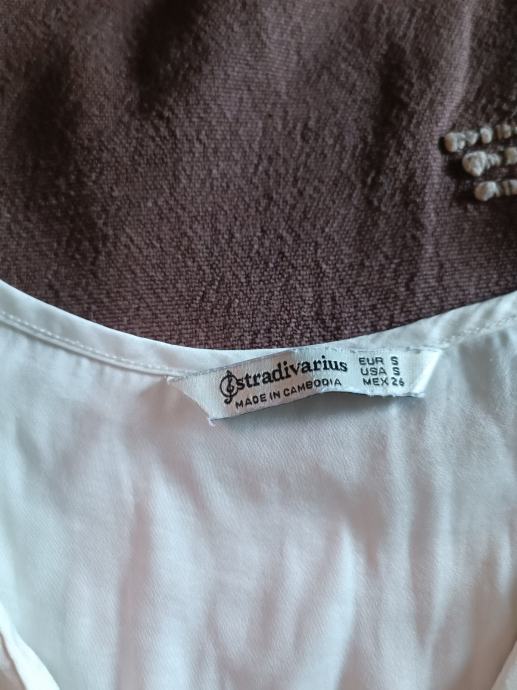 stradivarius
MADE IN CAMBODIA
EUR S
USA S
MEX 26